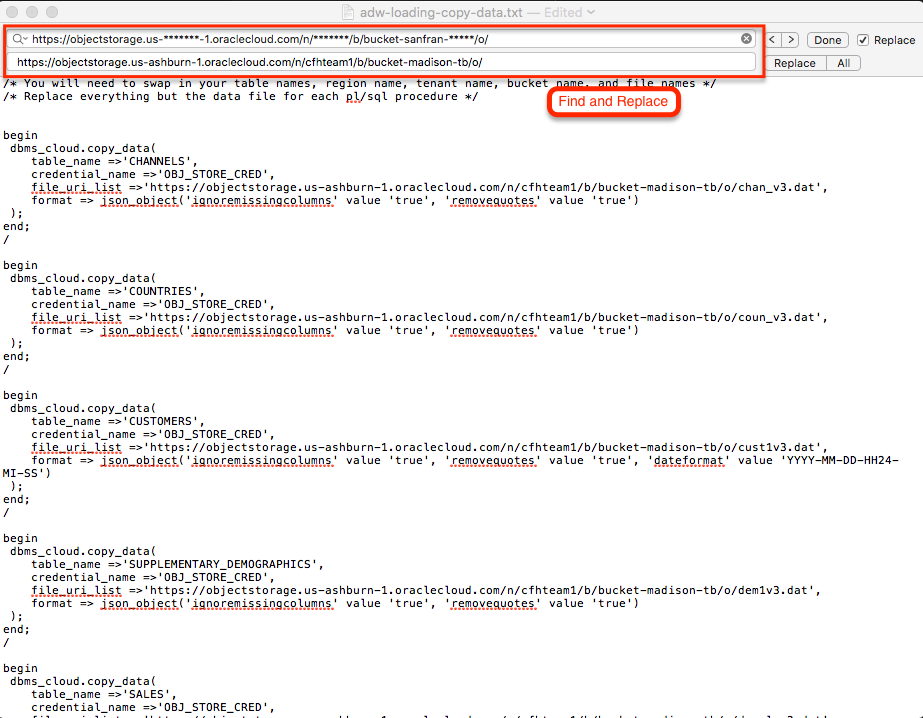 adw-loading-copy-data.txt — Edited
https://objectstorage.us-*******-1.oraclecloud.com/n/*******/b/bucket-sanfran-*****/o/
< > Done Replace
https://objectstorage.us-ashburn-1.oraclecloud.com/n/cfhteam1/b/bucket-madison-tb/o/
Replace All
/* You will need to swap in your table names, region name, tenant name, bucket name, and file names */
/* Replace everything but the data file for each pl/sql procedure */
Find and Replace
begin
dbms_cloud.copy_data(
table_name =>'CHANNELS',
credential_name =>'OBJ_STORE_CRED',
file_uri_list =>'https://objectstorage.us-ashburn-1.oraclecloud.com/n/cfhteam1/b/bucket-madison-tb/o/chan_v3.dat',
format => json_object('ignoremissingcolumns' value 'true', 'removequotes' value 'true')
);
end;
/
begin
dbms_cloud.copy_data(
table_name =>'COUNTRIES',
credential_name =>'OBJ_STORE_CRED',
file_uri_list =>'https://objectstorage.us-ashburn-1.oraclecloud.com/n/cfhteam1/b/bucket-madison-tb/o/coun_v3.dat',
format => json_object('ignoremissingcolumns' value 'true', 'removequotes' value 'true')
);
end;
/
begin
dbms_cloud.copy_data(
table_name =>'CUSTOMERS',
credential_name =>'OBJ_STORE_CRED',
file_uri_list =>'https://objectstorage.us-ashburn-1.oraclecloud.com/n/cfhteam1/b/bucket-madison-tb/o/cust1v3.dat',
format => json_object('ignoremissingcolumns' value 'true', 'removequotes' value 'true', 'dateformat' value 'YYYY-MM-DD-HH24-
MI-SS')
);
end;
/
begin
dbms_cloud.copy_data(
table_name =>'SUPPLEMENTARY_DEMOGRAPHICS',
credential_name =>'OBJ_STORE_CRED',
file_uri_list =>'https://objectstorage.us-ashburn-1.oraclecloud.com/n/cfhteam1/b/bucket-madison-tb/o/dem1v3.dat',
format => json_object('ignoremissingcolumns' value 'true', 'removequotes' value 'true')
);
end;
/
begin
dbms_cloud.copy_data(
table_name =>'SALES',
credential_name =>'OBJ_STORE_CRED',